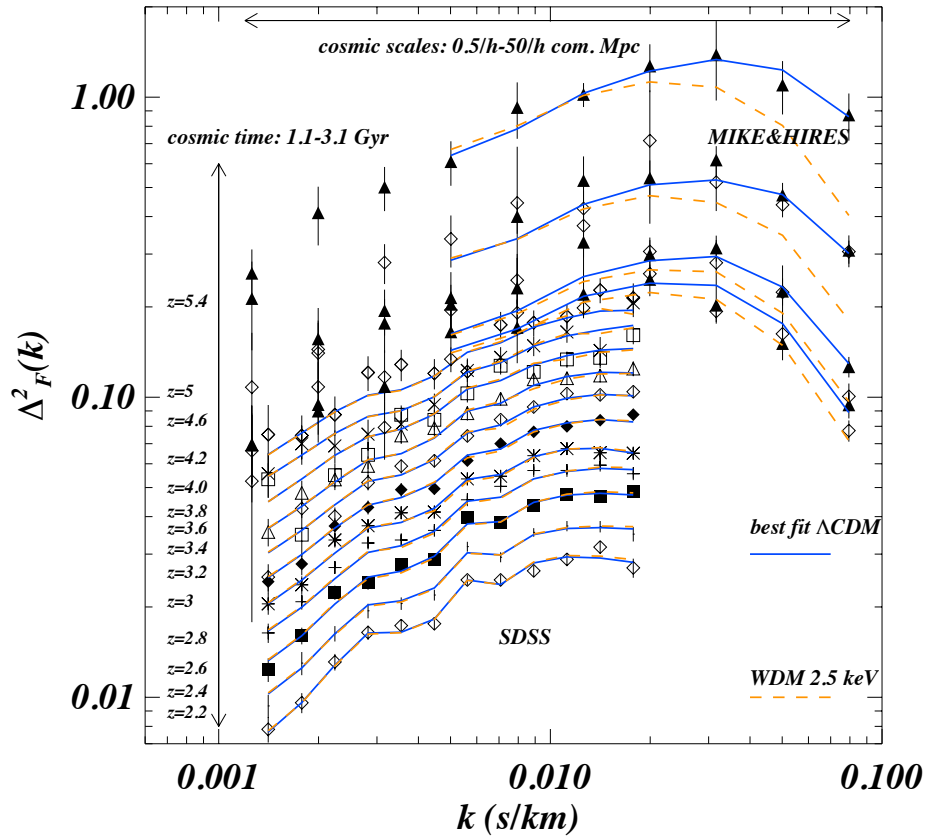 cosmic scales: 0.5/h-50/h com. Mpc
1.00
cosmic time: 1.1-3.1 Gyr
MIKE&HIRES
z=5.4
Δ²_F(k)
0.10
z=5
z=4.6
z=4.2
z=4.0
z=3.8
z=3.6
z=3.4
z=3.2
z=3
z=2.8
z=2.6
z=2.4
z=2.2
best fit ΛCDM
SDSS
WDM 2.5 keV
0.01
0.001
0.010
0.100
k (s/km)